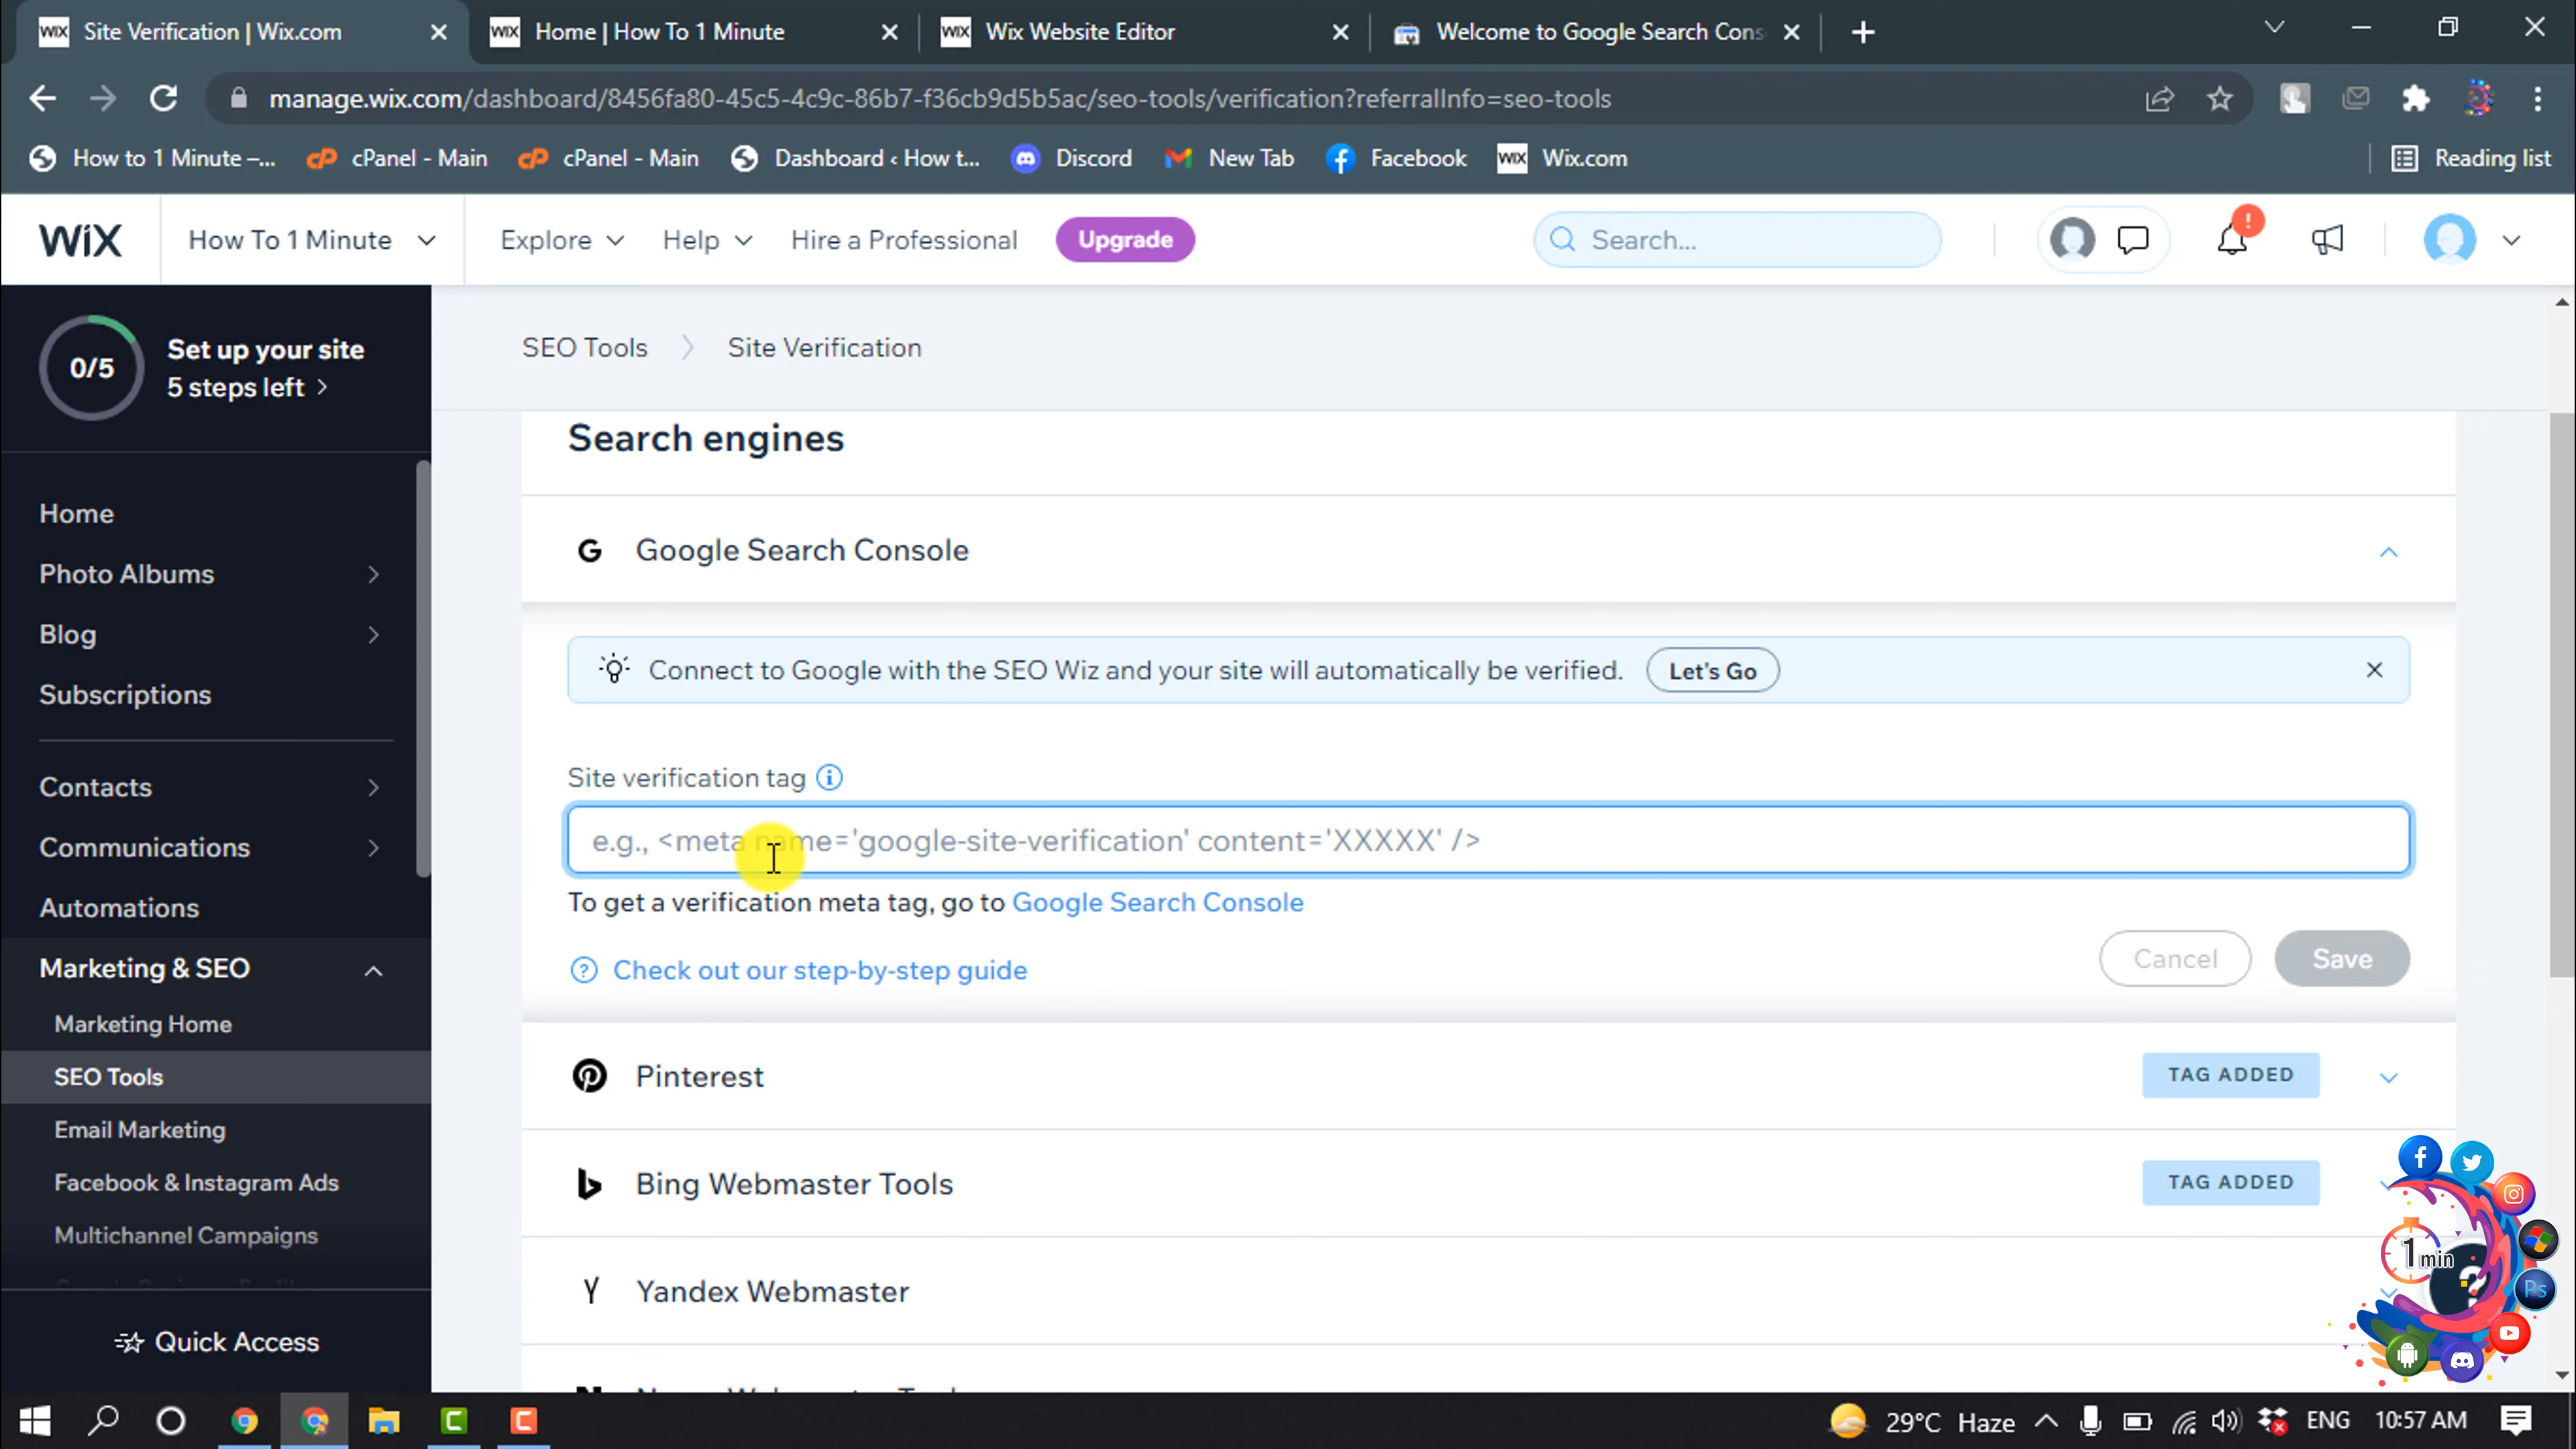 Site Verification | Wix.com
Home | How To 1 Minute
Wix Website Editor
Welcome to Google Search Cons
manage.wix.com/dashboard/8456fa80-45c5-4c9c-86b7-f36cb9d5b5ac/seo-tools/verification?referralInfo=seo-tools
How to 1 Minute –...
cPanel - Main
cPanel - Main
Dashboard ‹ How t...
Discord
New Tab
Facebook
Wix.com
Reading list
WiX
How To 1 Minute
Explore
Help
Hire a Professional
Upgrade
Search...
0/5
Set up your site
5 steps left
Home
Photo Albums
Blog
Subscriptions
Contacts
Communications
Automations
Marketing & SEO
Marketing Home
SEO Tools
Email Marketing
Facebook & Instagram Ads
Multichannel Campaigns
Quick Access
SEO Tools
Site Verification
Search engines
Google Search Console
Connect to Google with the SEO Wiz and your site will automatically be verified.
Let's Go
Site verification tag
e.g., <meta name='google-site-verification' content='XXXXX' />
To get a verification meta tag, go to Google Search Console
Check out our step-by-step guide
Cancel
Save
Pinterest
TAG ADDED
Bing Webmaster Tools
TAG ADDED
Yandex Webmaster
1 min
Ps
29°C Haze
ENG
10:57 AM